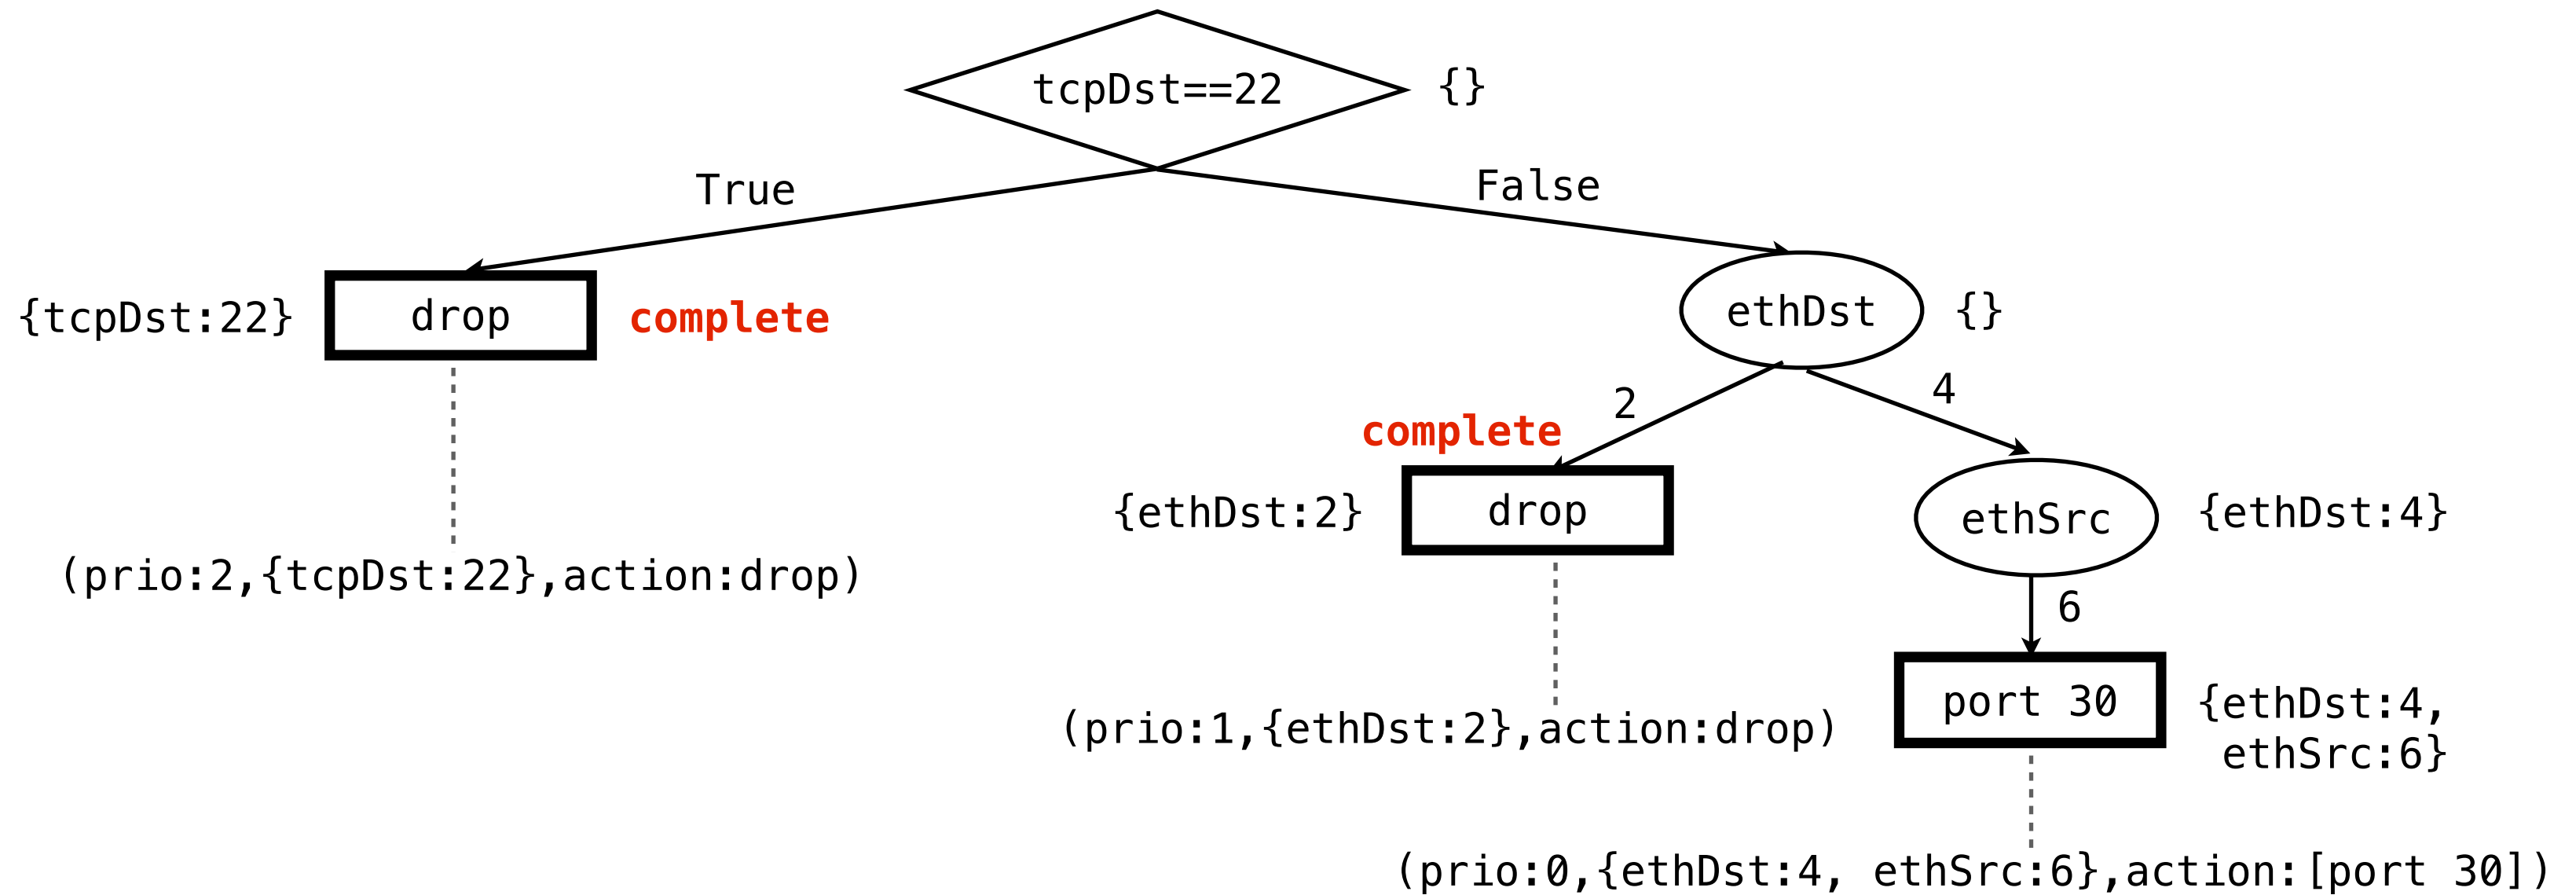 tcpDst==22 {}
True
False
{tcpDst:22} drop complete
ethDst {}
2
4
complete
{ethDst:2} drop
ethSrc {ethDst:4}
(prio:2,{tcpDst:22},action:drop)
6
port 30
{ethDst:4,
ethSrc:6}
(prio:1,{ethDst:2},action:drop)
(prio:0,{ethDst:4, ethSrc:6},action:[port 30])